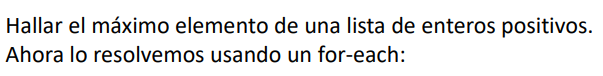 Hallar el máximo elemento de una lista de enteros positivos.
Ahora lo resolvemos usando un for-each: